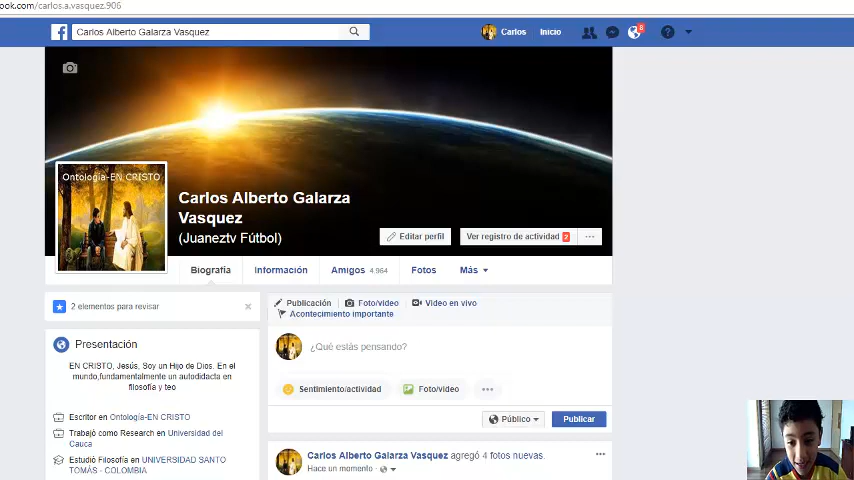 ook.com/carlos.a.vasquez.906
Carlos Alberto Galarza Vasquez
Carlos
Inicio
8
Ontología-EN CRISTO
Carlos Alberto Galarza
Vasquez
(Juaneztv Fútbol)
Editar perfil
Ver registro de actividad 2
Biografía
Información
Amigos 4.964
Fotos
Más
2 elementos para revisar
Presentación
EN CRISTO, Jesús, Soy un Hijo de Dios. En el
mundo,fundamentalmente un autodidacta en
filosofía y teo
Escritor en Ontología-EN CRISTO
Trabajó como Research en Universidad del
Cauca
Estudió Filosofía en UNIVERSIDAD SANTO
TOMÁS - COLOMBIA
Publicación
Foto/video
Video en vivo
Acontecimiento importante
¿Qué estás pensando?
Sentimiento/actividad
Foto/video
Público
Publicar
Carlos Alberto Galarza Vasquez agregó 4 fotos nuevas.
Hace un momento